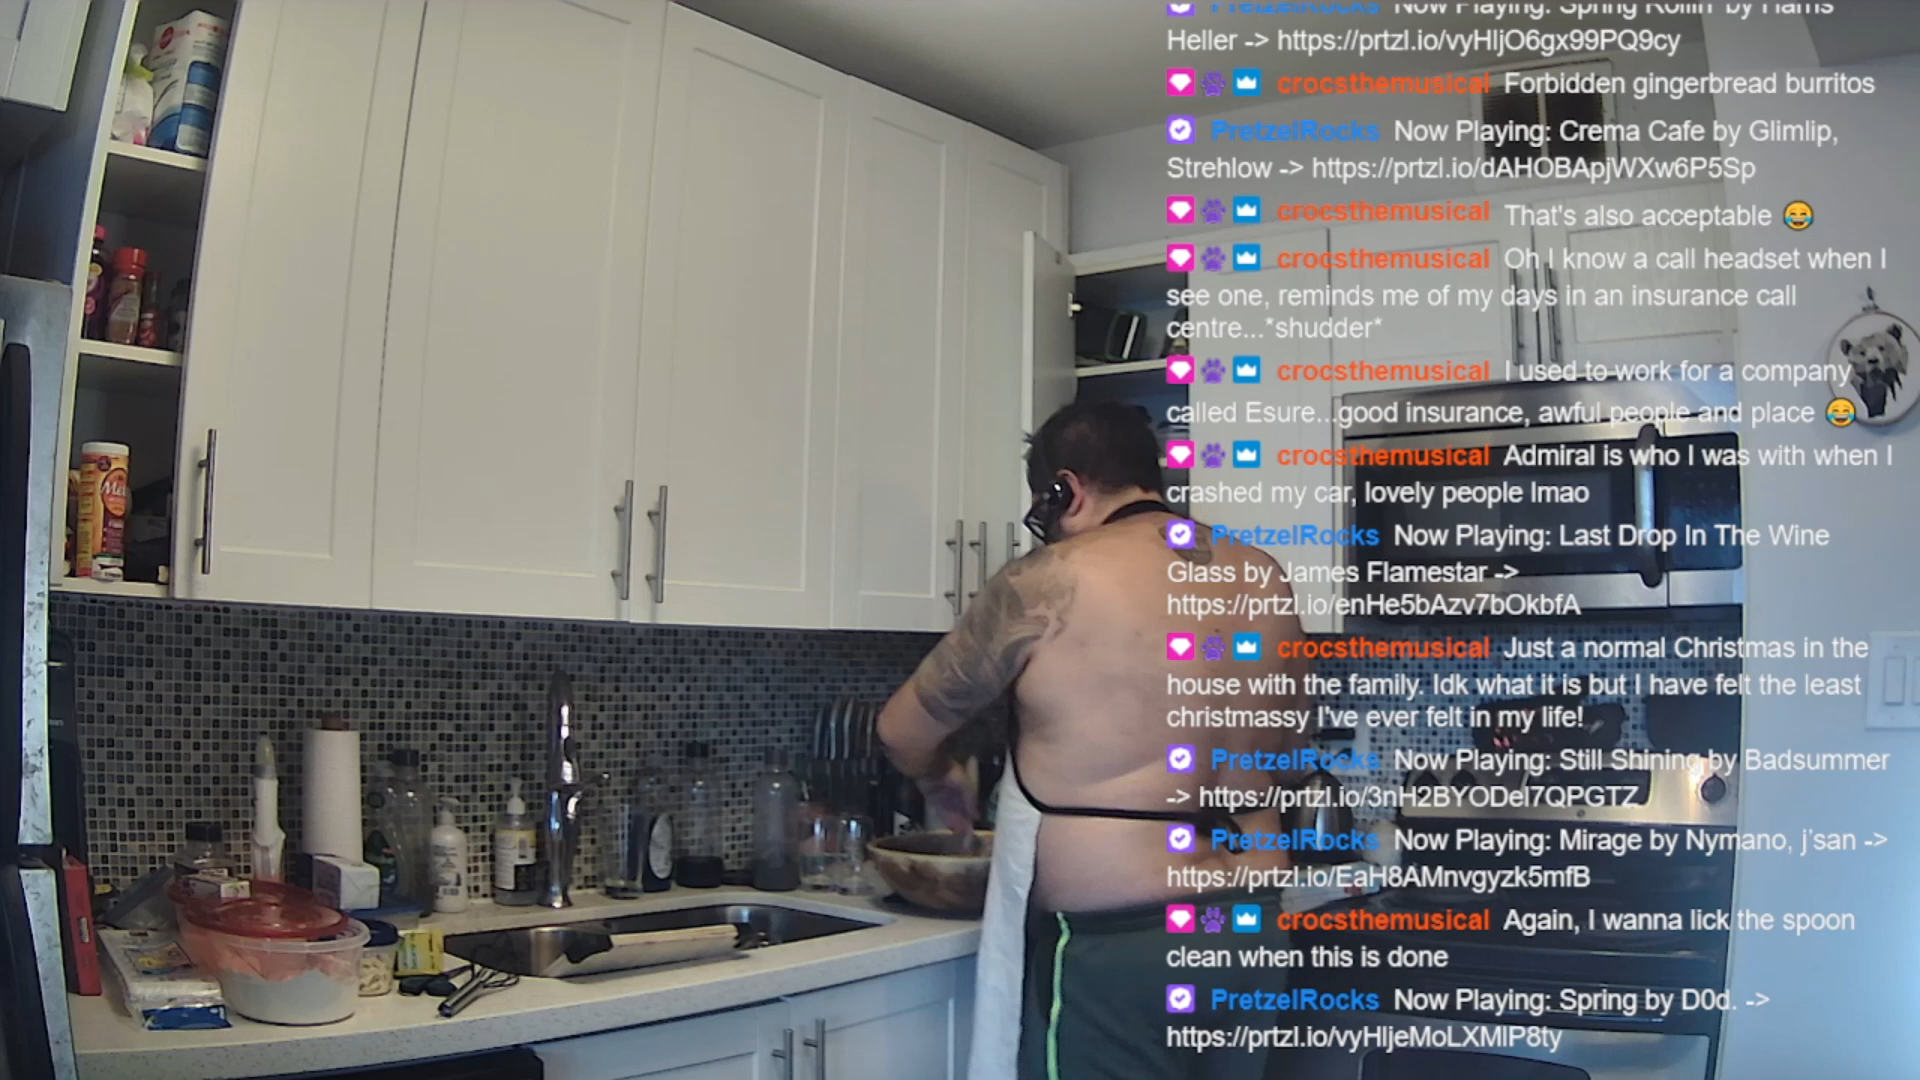 PretzelRocks Now Playing: Spring Rollin' by Harris
Heller -> https://prtzl.io/vyHljO6gx99PQ9cy
crocsthemusical Forbidden gingerbread burritos
PretzelRocks Now Playing: Crema Cafe by Glimlip,
Strehlow -> https://prtzl.io/dAHOBApjWXw6P5Sp
crocsthemusical That's also acceptable 😂
crocsthemusical Oh I know a call headset when I
see one, reminds me of my days in an insurance call
centre...*shudder*
crocsthemusical I used to work for a company
called Esure...good insurance, awful people and place 😂
crocsthemusical Admiral is who I was with when I
crashed my car, lovely people lmao
PretzelRocks Now Playing: Last Drop In The Wine
Glass by James Flamestar ->
https://prtzl.io/enHe5bAzv7bOkbfA
crocsthemusical Just a normal Christmas in the
house with the family. Idk what it is but I have felt the least
christmassy I've ever felt in my life!
PretzelRocks Now Playing: Still Shining by Badsummer
-> https://prtzl.io/3nH2BYODel7QPGTZ
PretzelRocks Now Playing: Mirage by Nymano, j'san ->
https://prtzl.io/EaH8AMnvgyzk5mfB
crocsthemusical Again, I wanna lick the spoon
clean when this is done
PretzelRocks Now Playing: Spring by D0d. ->
https://prtzl.io/vyHljeMoLXMlP8ty